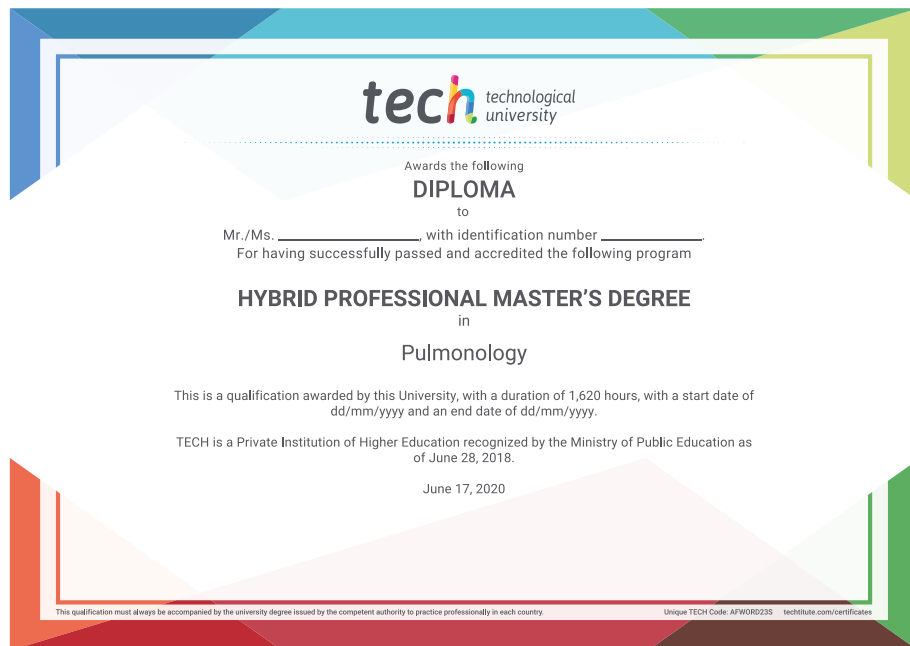 tech technological
university
Awards the following
DIPLOMA
to
Mr./Ms. ____________________, with identification number ______________.
For having successfully passed and accredited the following program
HYBRID PROFESSIONAL MASTER'S DEGREE
in
Pulmonology
This is a qualification awarded by this University, with a duration of 1,620 hours, with a start date of
dd/mm/yyyy and an end date of dd/mm/yyyy.
TECH is a Private Institution of Higher Education recognized by the Ministry of Public Education as
of June 28, 2018.
June 17, 2020
This qualification must always be accompanied by the university degree issued by the competent authority to practice professionally in each country.
Unique TECH Code: AFWORD23S techtitute.com/certificates